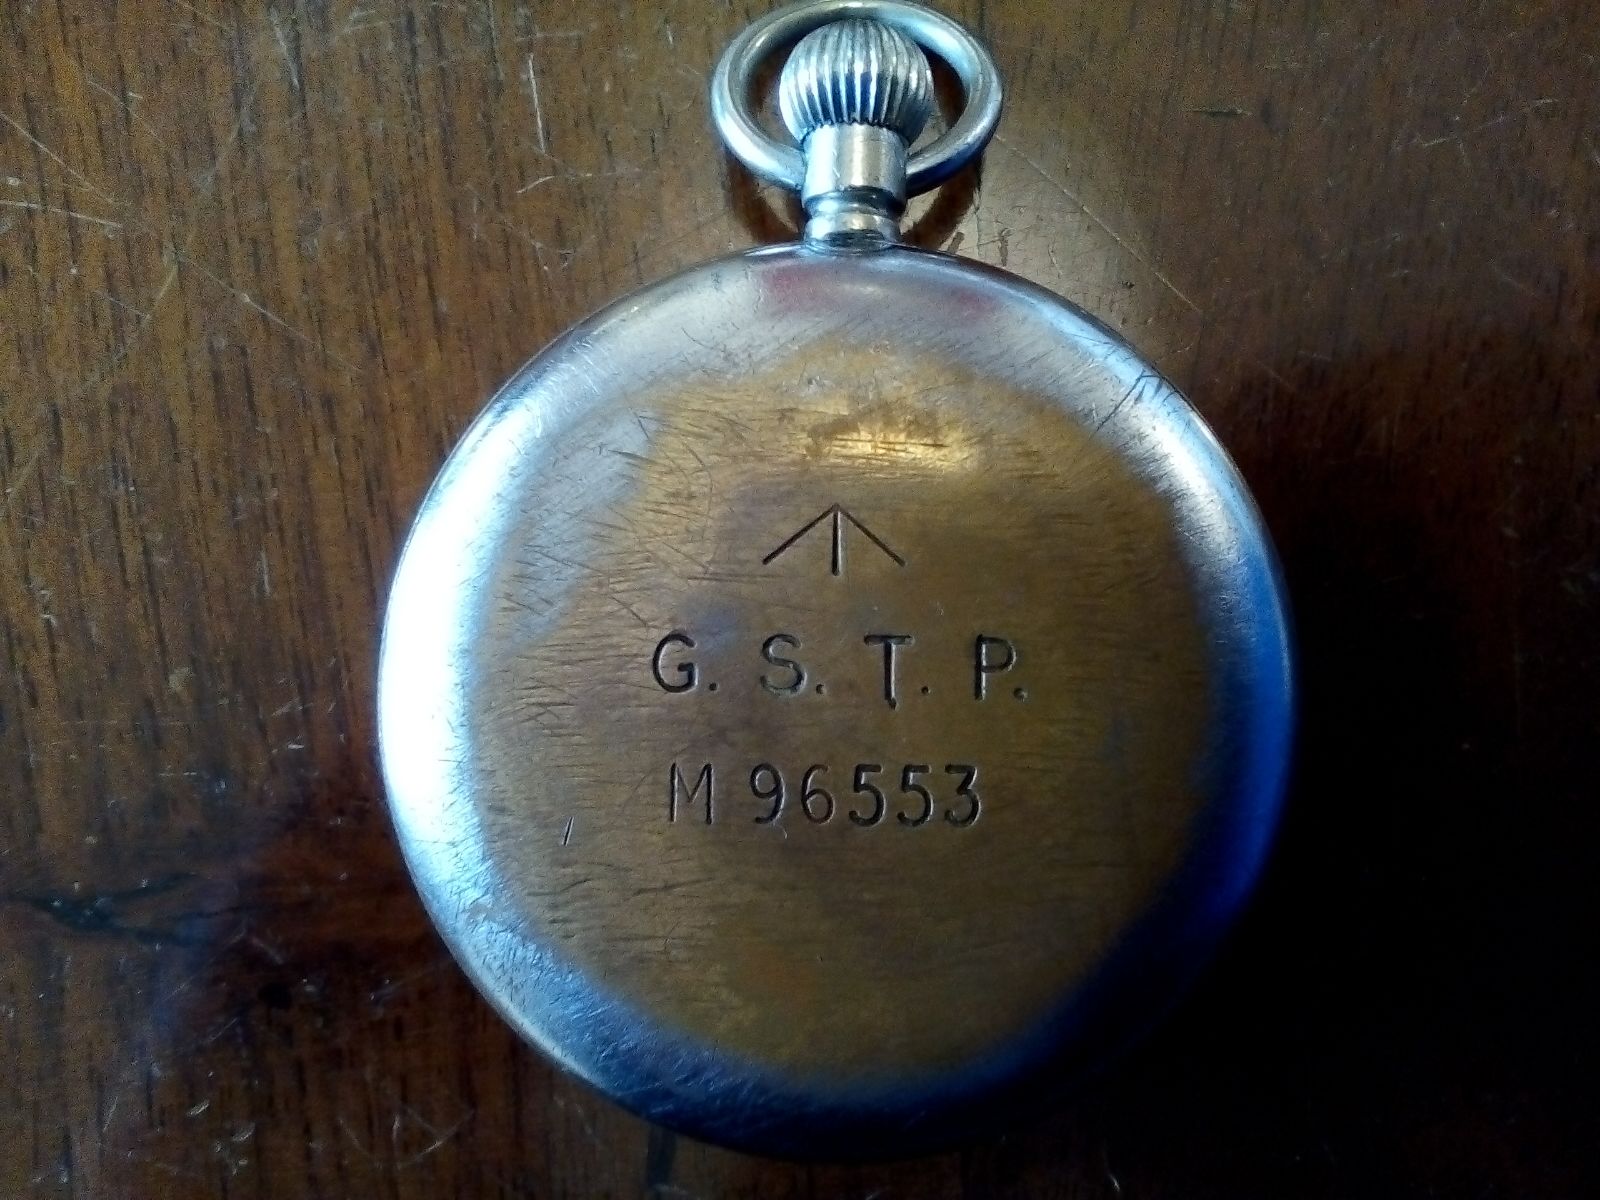 G. S. T. P.
M 96553